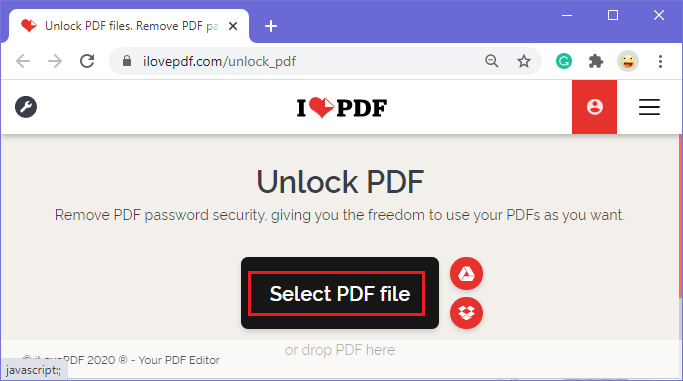 Unlock PDF files. Remove PDF pa
ilovepdf.com/unlock_pdf
I PDF
Unlock PDF
Remove PDF password security, giving you the freedom to use your PDFs as you want.
Select PDF file
or drop PDF here
© iLovePDF 2020 ® - Your PDF Editor
javascript:;